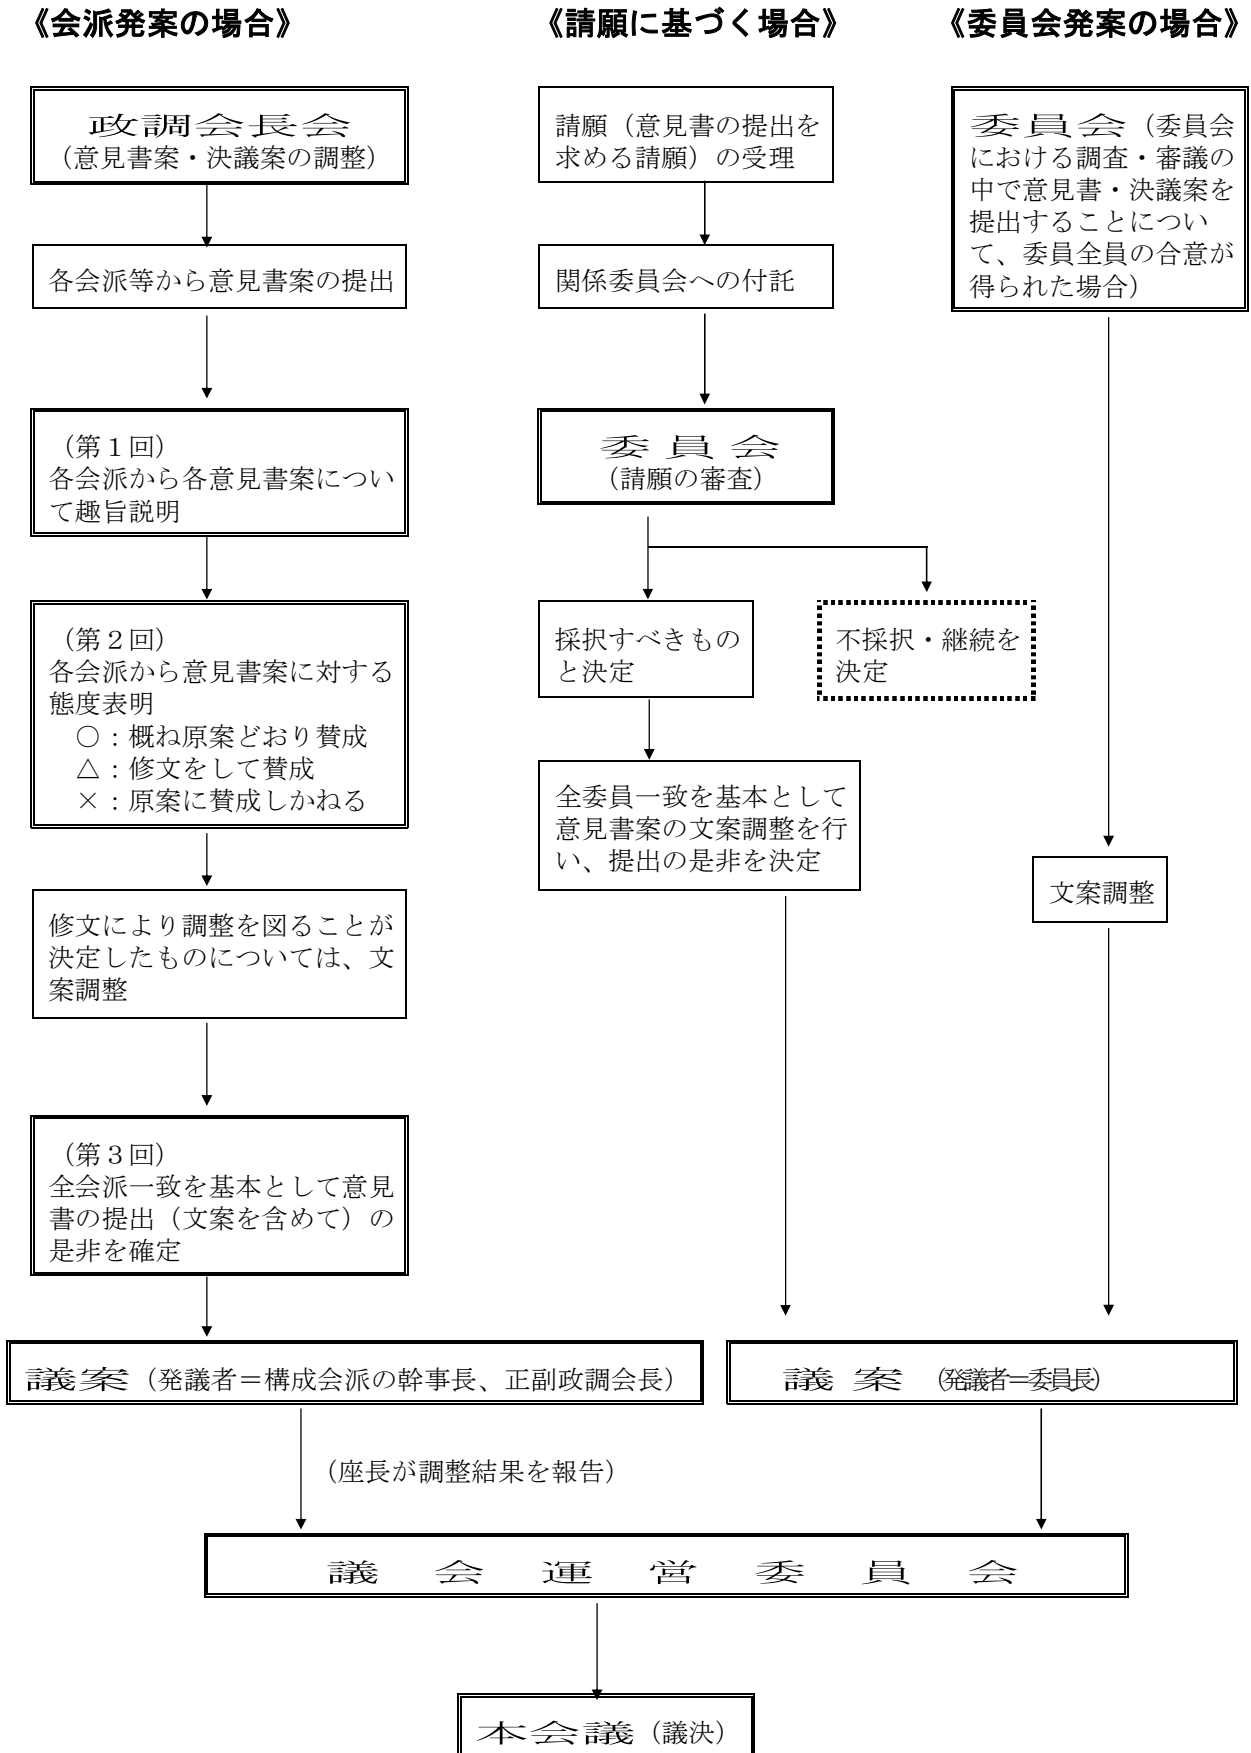 《会派発案の場合》
政調会長会
（意見書案・決議案の調整）
各会派等から意見書案の提出
（第１回）
各会派から各意見書案につい
て趣旨説明
（第２回）
各会派から意見書案に対する
態度表明
○：概ね原案どおり賛成
△：修文をして賛成
×：原案に賛成しかねる
修文により調整を図ることが
決定したものについては、文
案調整
（第３回）
全会派一致を基本として意見
書の提出（文案を含めて）の
是非を確定
議案（発議者＝構成会派の幹事長、正副政調会長）
（座長が調整結果を報告）
《請願に基づく場合》
請願（意見書の提出を
求める請願）の受理
関係委員会への付託
委員会
（請願の審査）
採択すべきもの
と決定
不採択・継続を
決定
全委員一致を基本として
意見書案の文案調整を行
い、提出の是非を決定
《委員会発案の場合》
委員会（委員会
における調査・審議の
中で意見書・決議案を
提出することについ
て、委員全員の合意が
得られた場合）
文案調整
議案（発議者＝委員長）
議会運営委員会
本会議（議決）